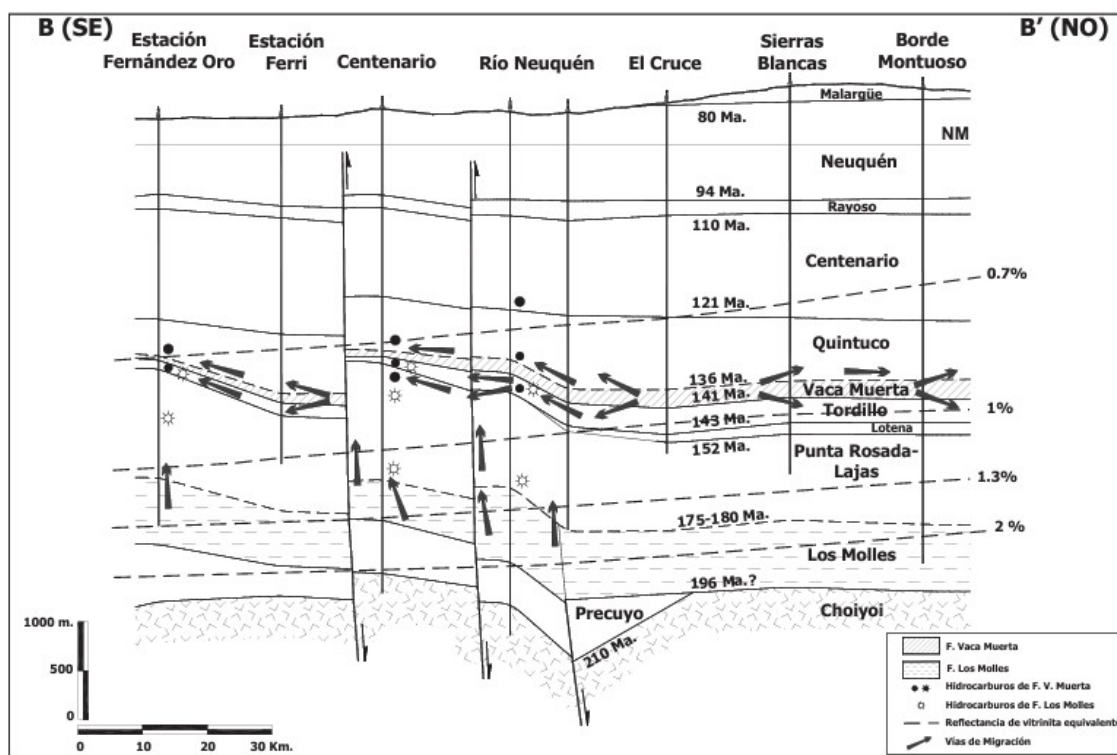 B (SE)
B' (NO)
Estación
Fernández Oro
Estación
Ferri
Centenario
Río Neuquén
El Cruce
Sierras
Blancas
Borde
Montuoso
Malargüe
80 Ma.
NM
Neuquén
94 Ma.
Rayoso
110 Ma.
Centenario
0.7%
121 Ma.
Quintuco
136 Ma.
Vaca Muerta
141 Ma.
Tordillo
1%
143 Ma.
Lotena
152 Ma.
Punta Rosada-
Lajas
1.3%
175-180 Ma.
2 %
Los Molles
196 Ma.?
Precuyo
Choiyoi
210 Ma.
1000 m.
500
0
0 10 20 30 Km.
F. Vaca Muerta
F. Los Molles
Hidrocarburos de F. V. Muerta
Hidrocarburos de F. Los Molles
Reflectancia de vitrinita equivalente
Vías de Migración